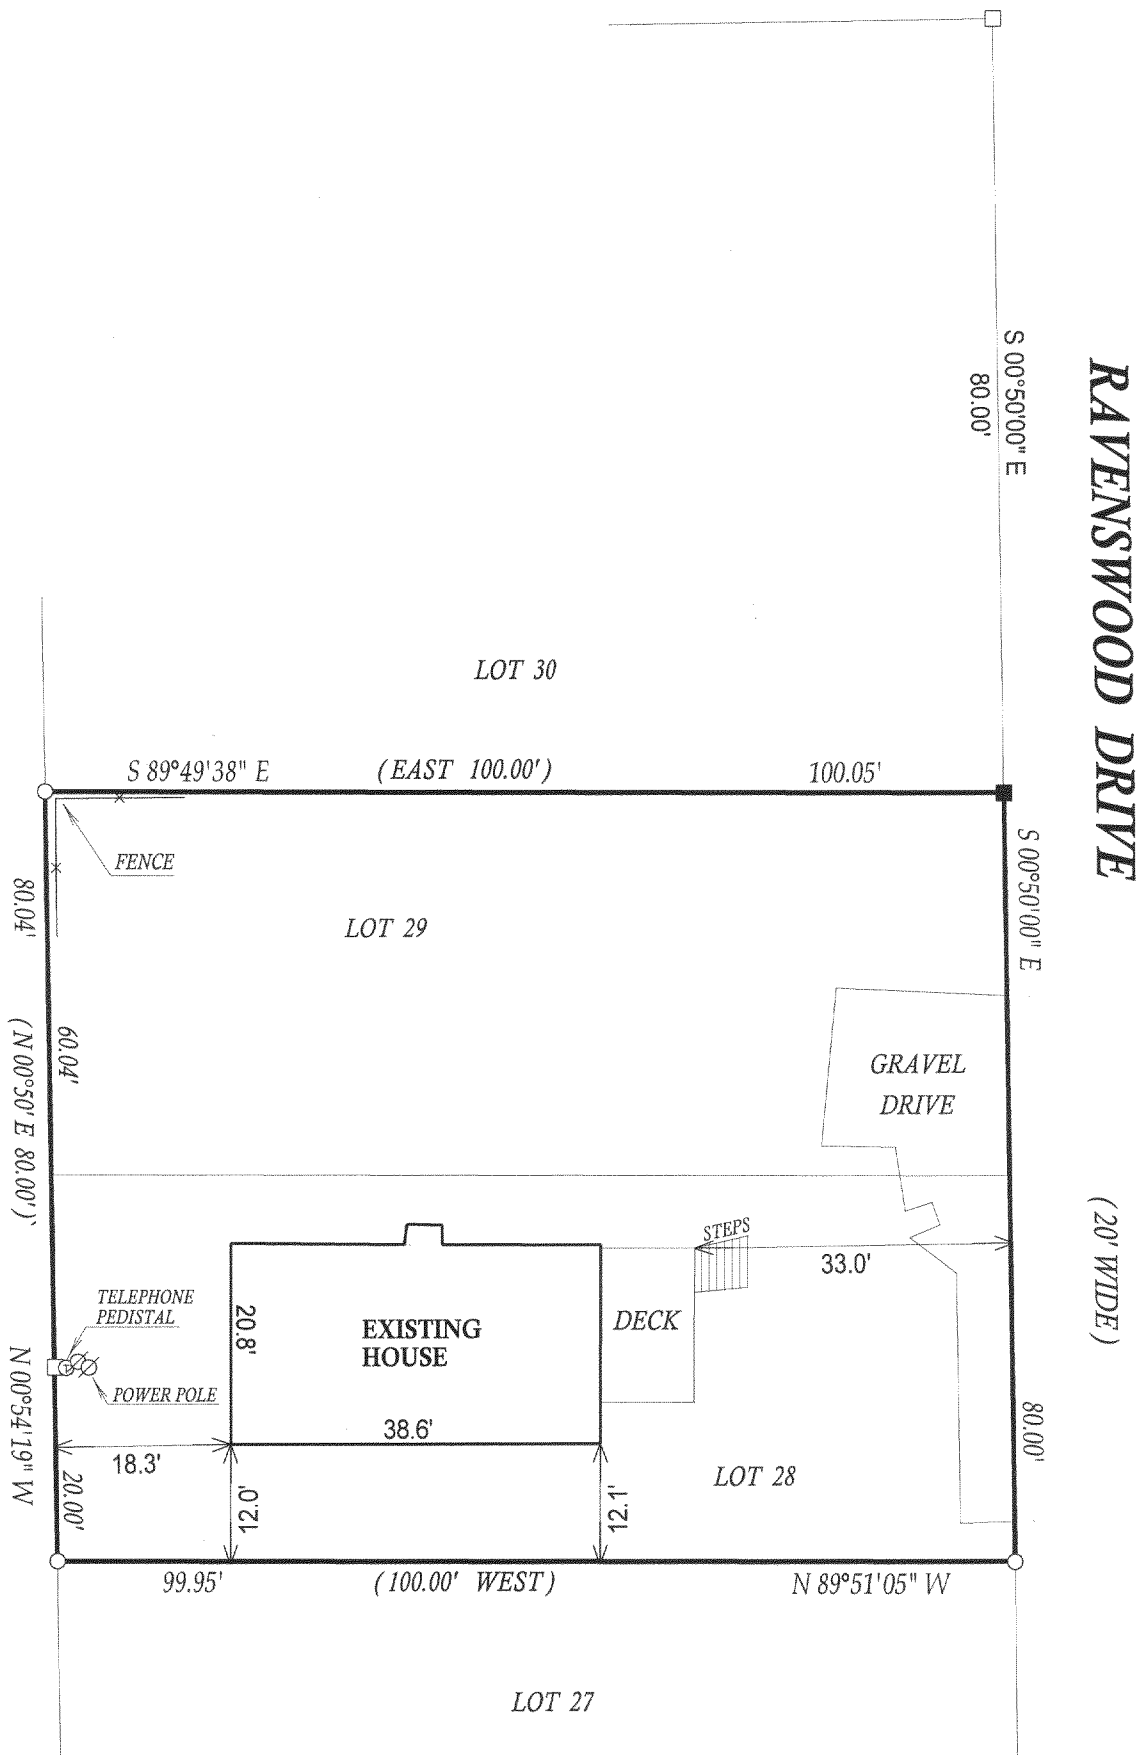 S 00°50'00" E
80.00'
RAVENSWOOD DRIVE
(20' WIDE)
LOT 30
S 89°49'38" E
(EAST 100.00')
100.05'
S 00°50'00" E
FENCE
80.04'
LOT 29
60.04'
(N 00°50' E 80.00')
GRAVEL
DRIVE
STEPS
33.0'
TELEPHONE
PEDISTAL
20.8'
EXISTING
HOUSE
DECK
POWER POLE
N 00°54'19" W
38.6'
80.00'
18.3'
LOT 28
20.00'
12.0'
12.1'
99.95'
(100.00' WEST)
N 89°51'05" W
LOT 27